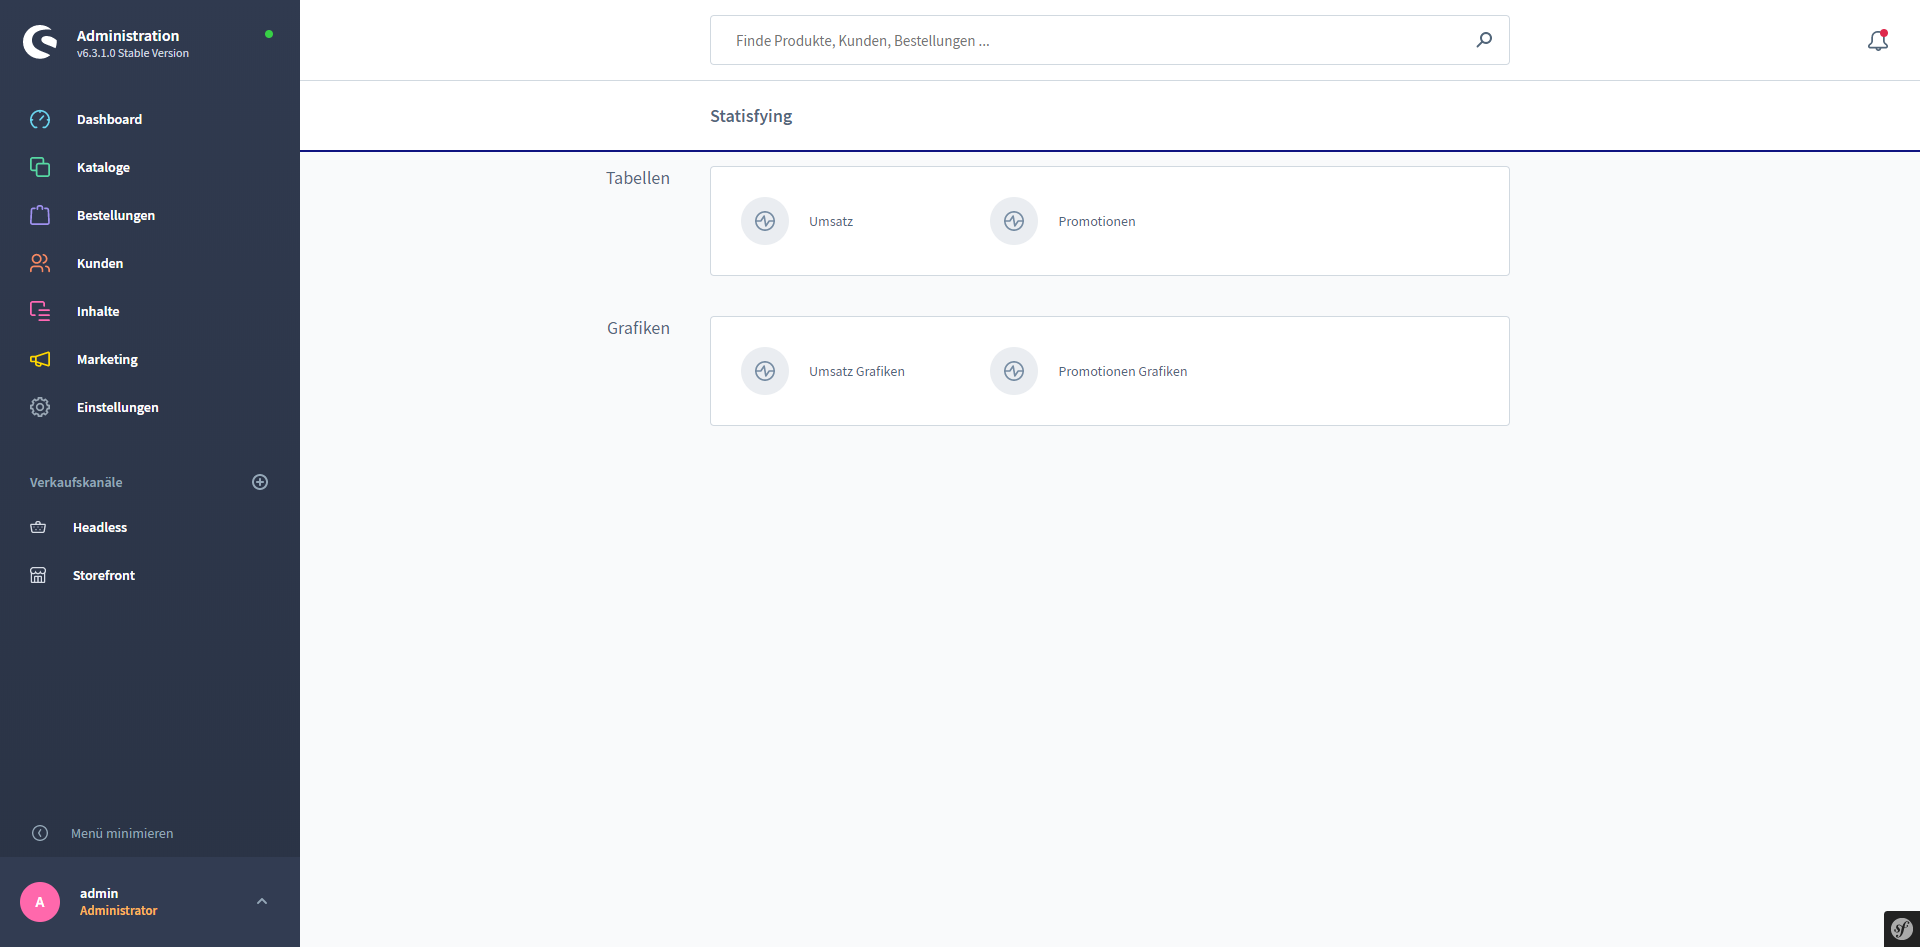 Administration
v6.3.1.0 Stable Version
Dashboard
Kataloge
Bestellungen
Kunden
Inhalte
Marketing
Einstellungen
Verkaufskanäle
Headless
Storefront
Menü minimieren
A
admin
Administrator
Finde Produkte, Kunden, Bestellungen ...
Statisfying
Tabellen
Umsatz
Promotionen
Grafiken
Umsatz Grafiken
Promotionen Grafiken
sf